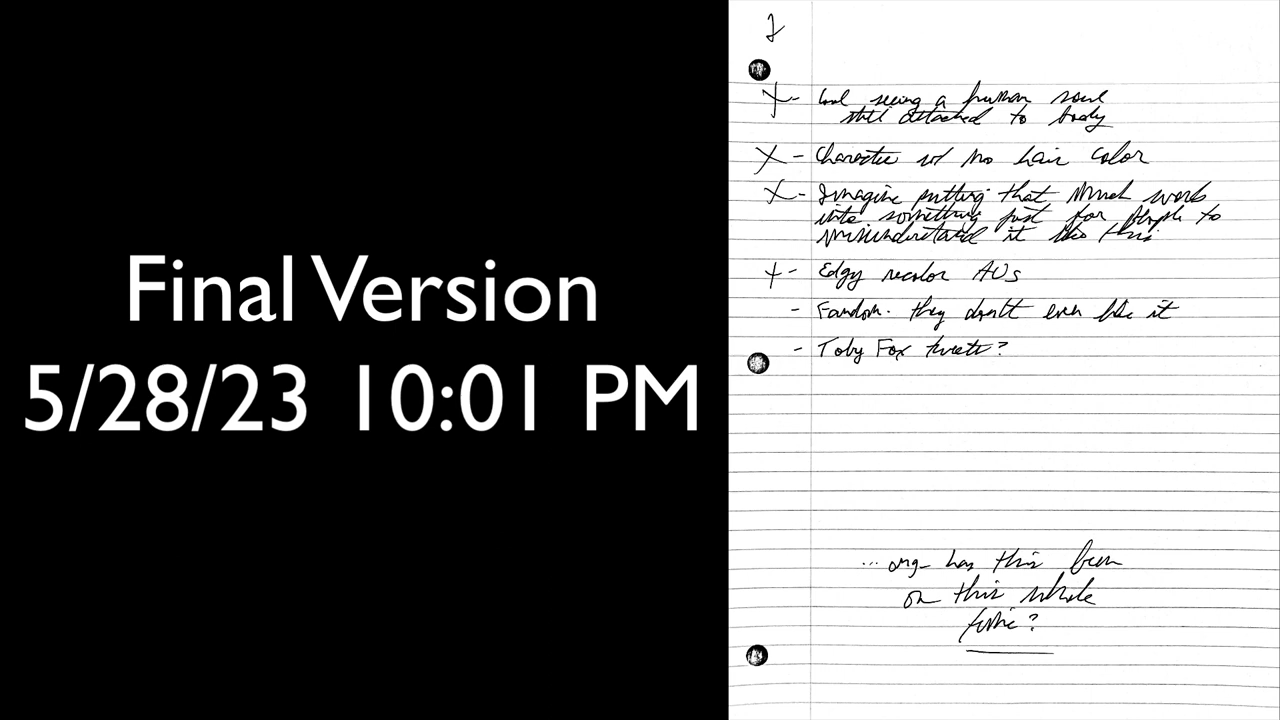 Final Version
5/28/23 10:01 PM
2
X - seeing a human soul
still attached to body
X - Character w/ no hair color
X - Imagine putting that much work
into something just for people to
misunderstand it like this
X - Edgy recolor AUs
- Fandom. they don't even like it
- Toby Fox tweets?
... omg has this been
on this whole
time?